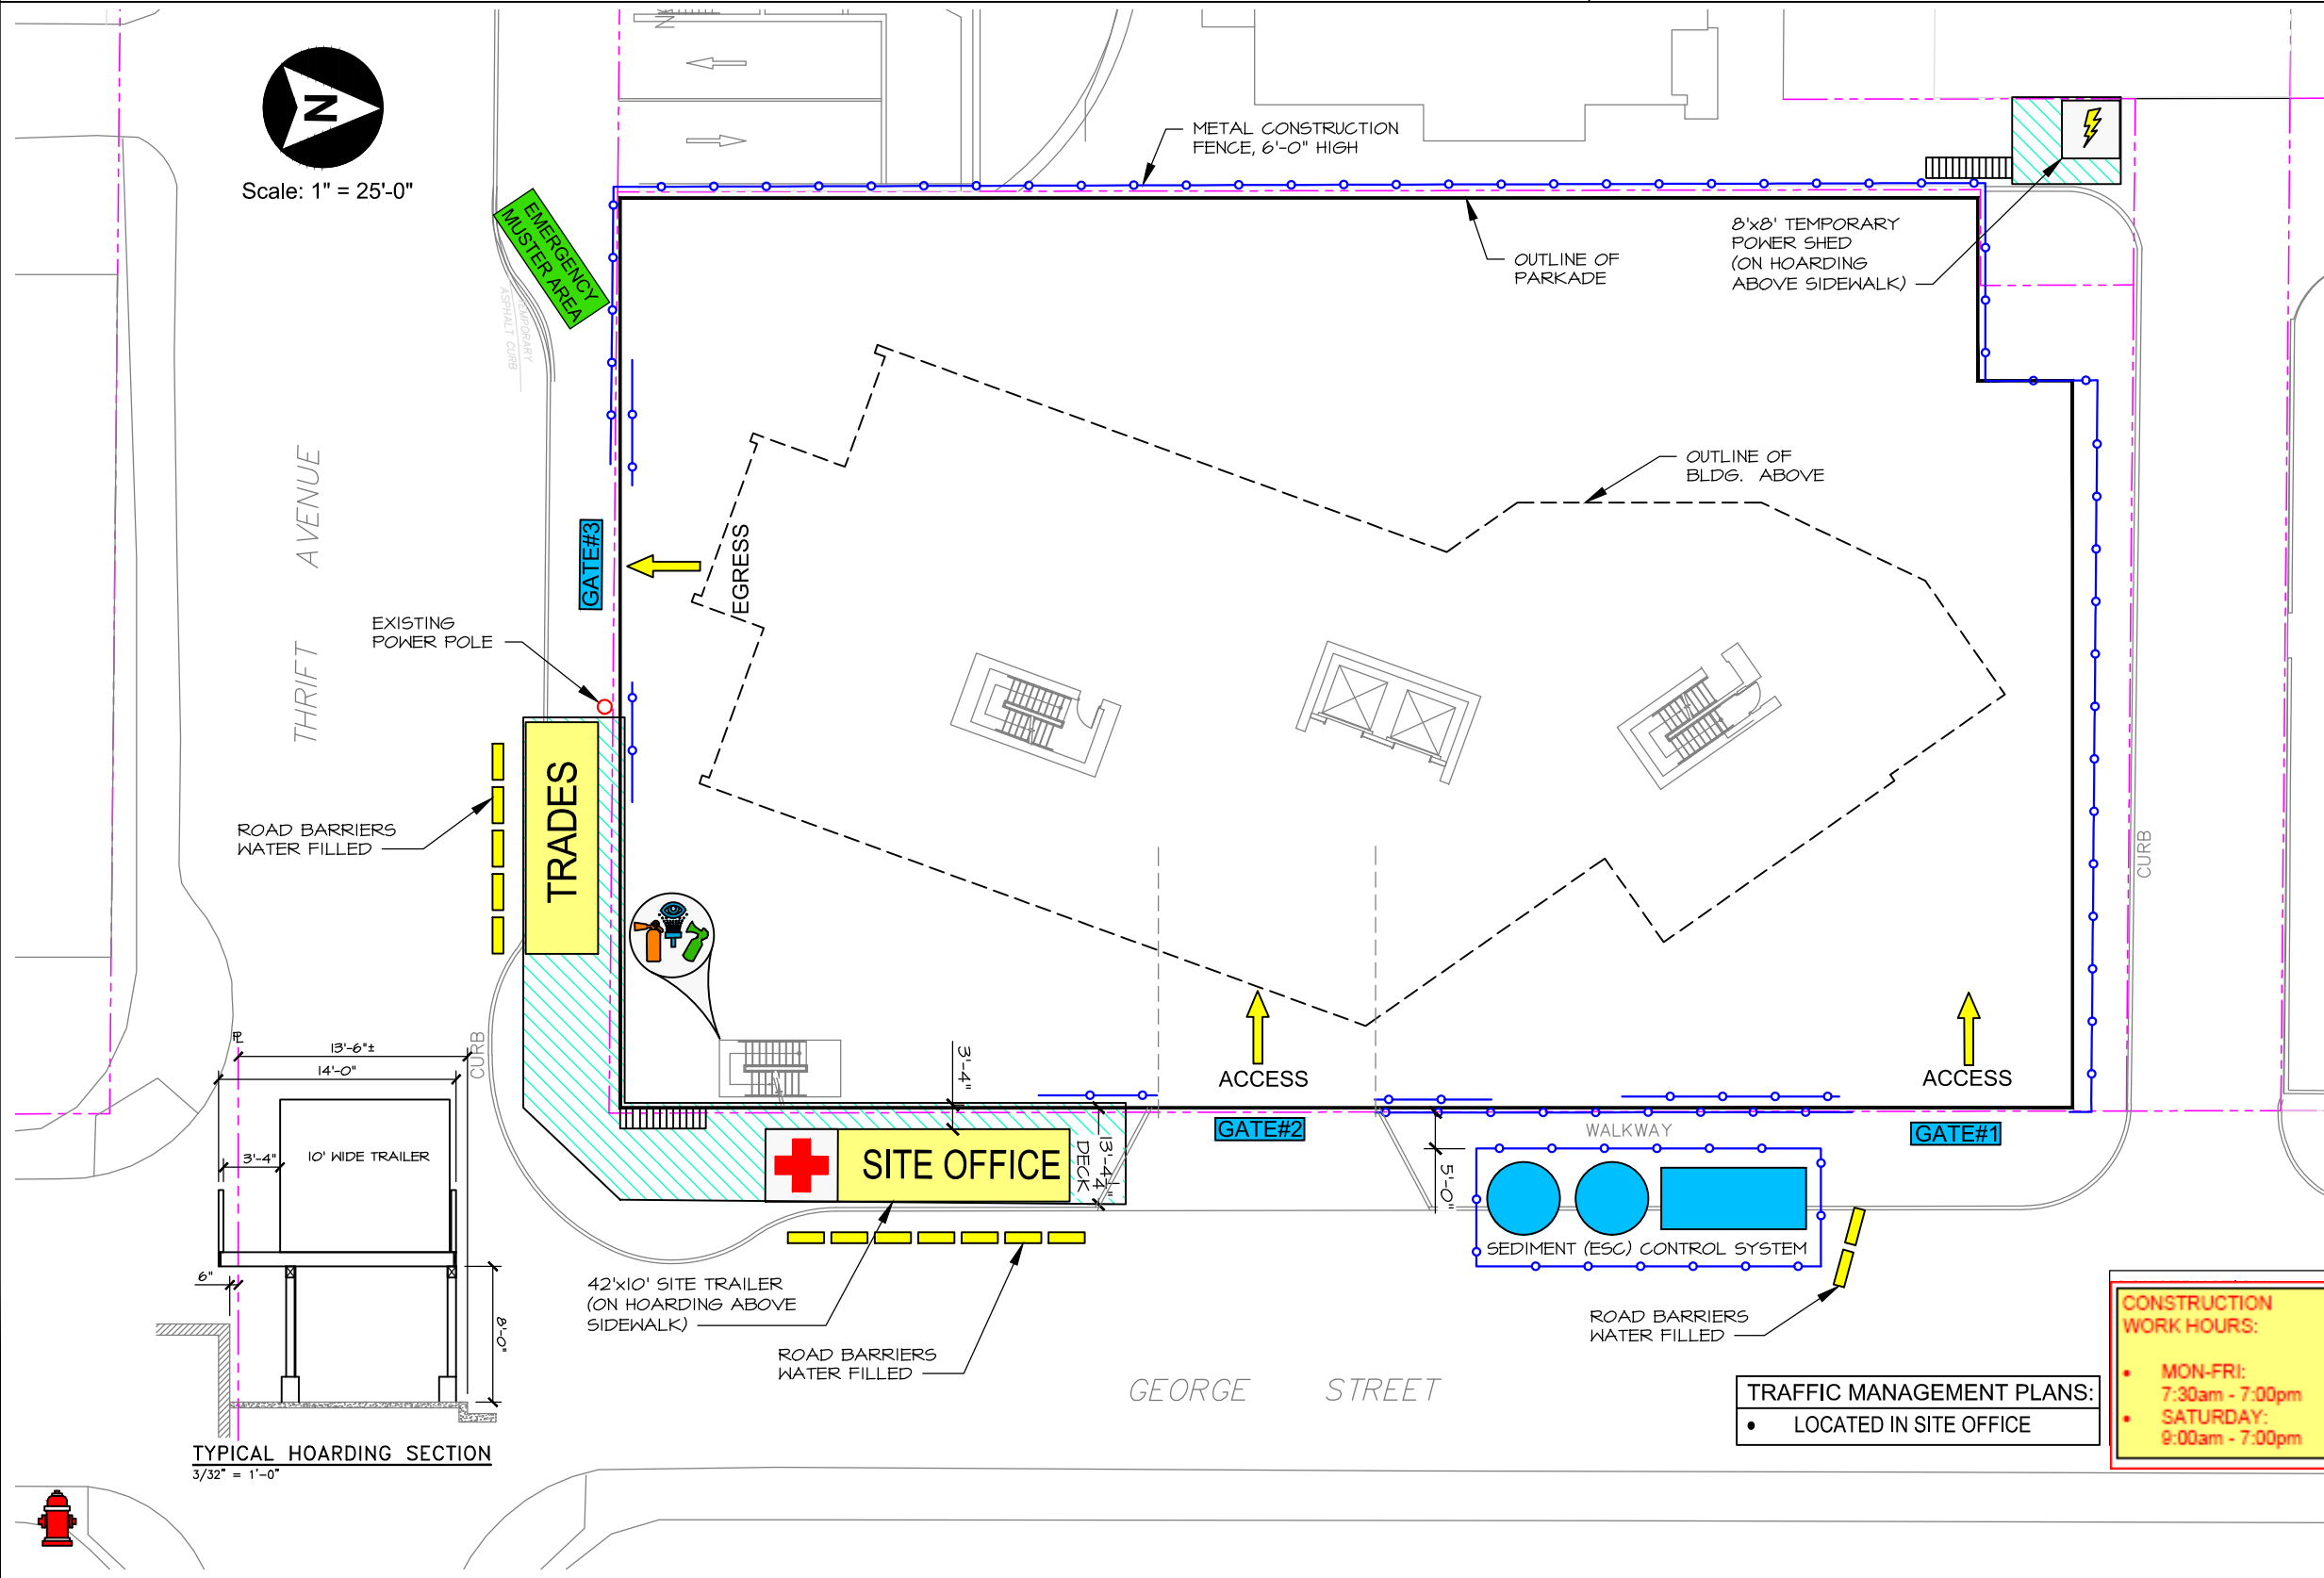 N
Scale: 1" = 25'-0"
METAL CONSTRUCTION
FENCE, 6'-0" HIGH
EMERGENCY
MUSTER AREA
TEMPORARY
ASPHALT CURB
OUTLINE OF
PARKADE
8'x8' TEMPORARY
POWER SHED
(ON HOARDING
ABOVE SIDEWALK)
OUTLINE OF
BLDG. ABOVE
THRIFT AVENUE
GATE#3
EGRESS
EXISTING
POWER POLE
ROAD BARRIERS
WATER FILLED
TRADES
CURB
CURB
3'-4"
ACCESS
ACCESS
GATE#2
GATE#1
WALKWAY
SITE OFFICE
DECK
5'-0"
SEDIMENT (ESC) CONTROL SYSTEM
PL
13'-6"±
14'-0"
3'-4"
10' WIDE TRAILER
6"
8'-0"
TYPICAL HOARDING SECTION
3/32" = 1'-0"
42'x10' SITE TRAILER
(ON HOARDING ABOVE
SIDEWALK)
ROAD BARRIERS
WATER FILLED
ROAD BARRIERS
WATER FILLED
GEORGE STREET
TRAFFIC MANAGEMENT PLANS:
• LOCATED IN SITE OFFICE
CONSTRUCTION
WORK HOURS:
• MON-FRI:
7:30am - 7:00pm
• SATURDAY:
9:00am - 7:00pm